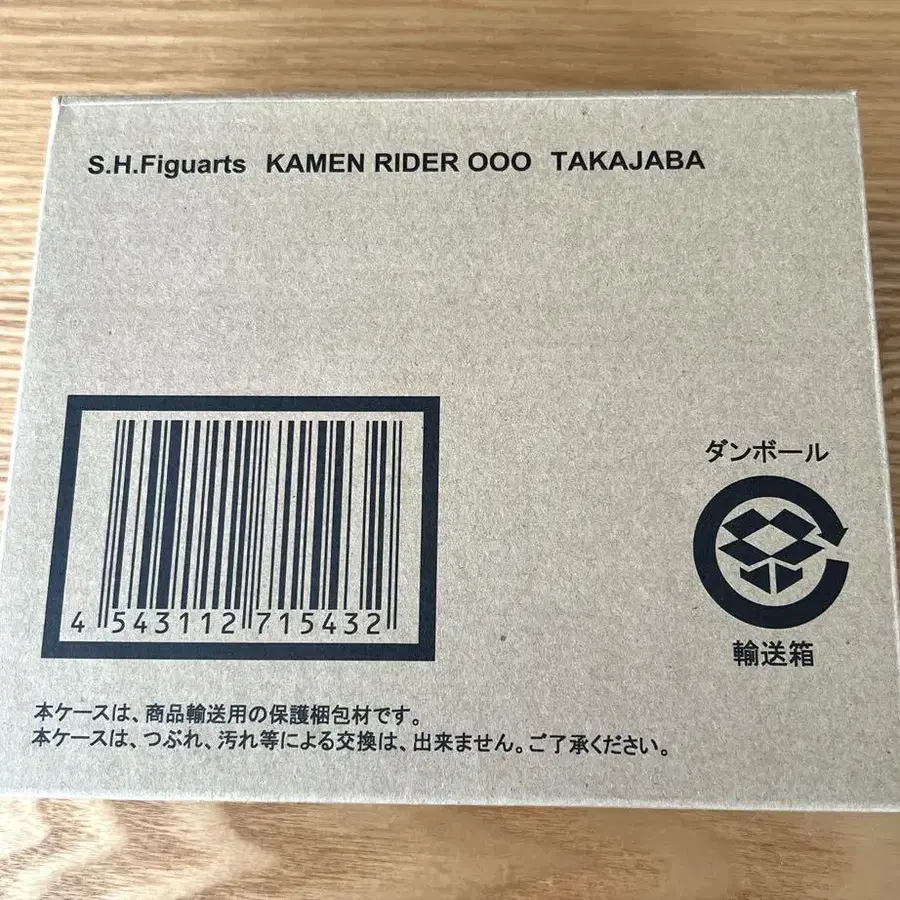 S.H.Figuarts KAMEN RIDER OOO TAKAJABA
ダンボール
4 543112 715432
輸送箱
本ケースは、商品輸送用の保護梱包材です。
本ケースは、つぶれ、汚れ等による交換は、出来ません。ご了承ください。